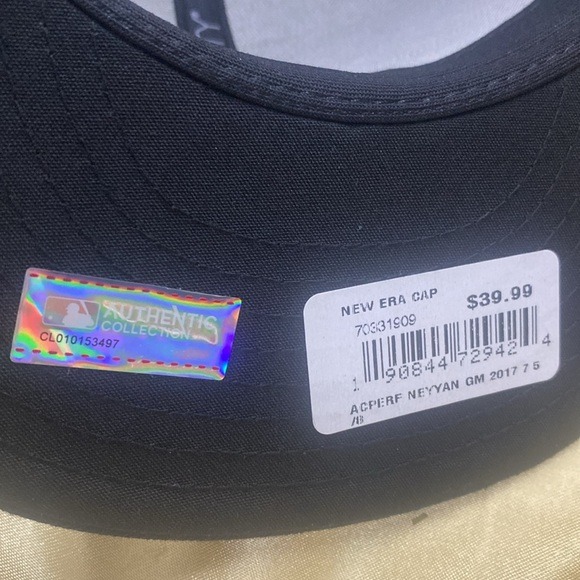 AUTHENTIC
COLLECTION
CL010153497
NEW ERA CAP $39.99
70331909
1 90844 72942 4
ACPERF NEYYAN GM 2017 7 5
/8